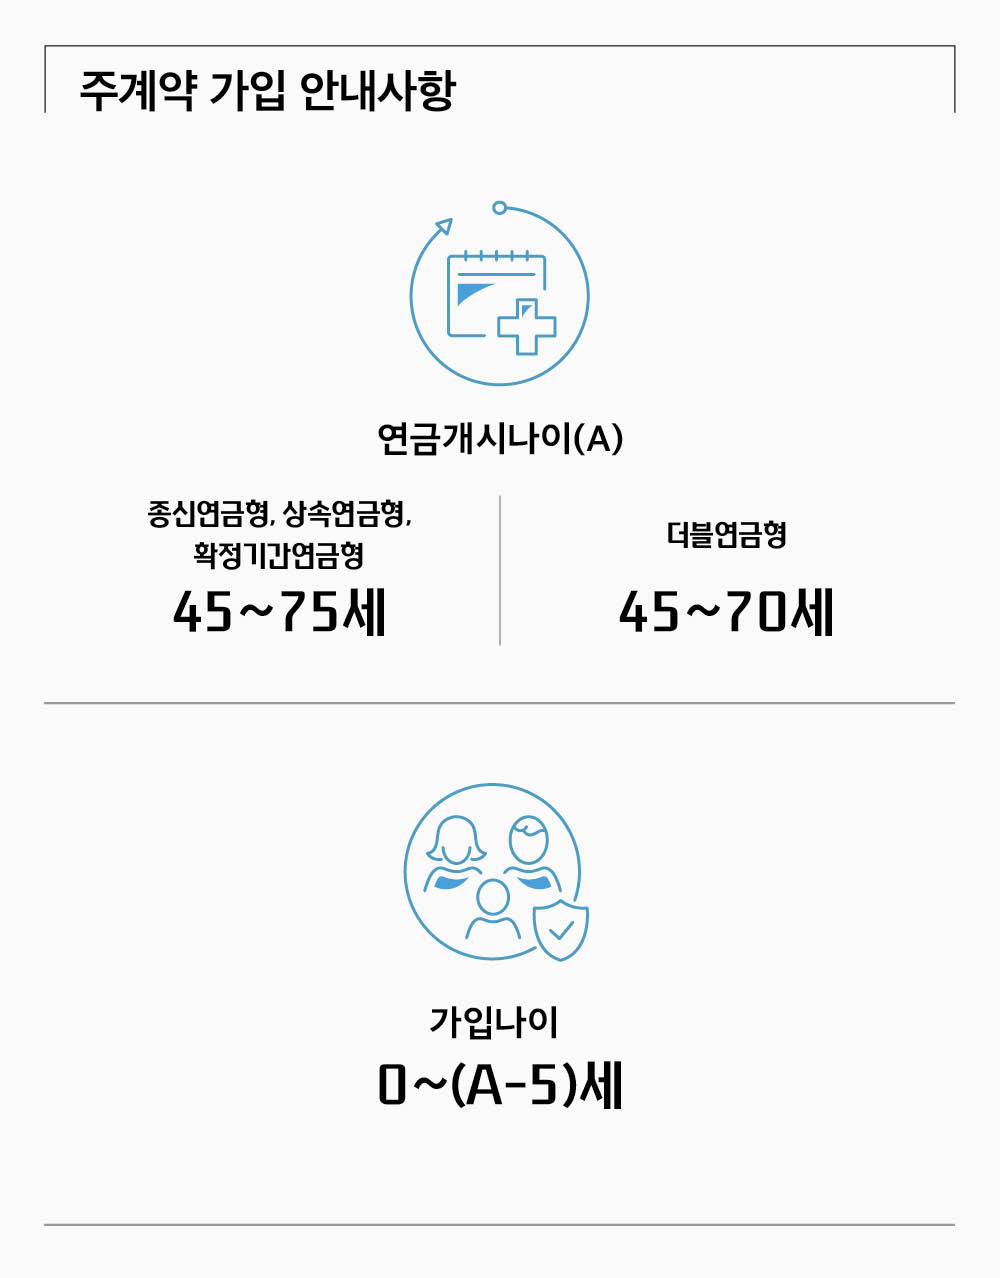 주계약 가입 안내사항
연금개시나이(A)
종신연금형, 상속연금형,
확정기간연금형
45~75세
더블연금형
45~70세
가입나이
0~(A-5)세